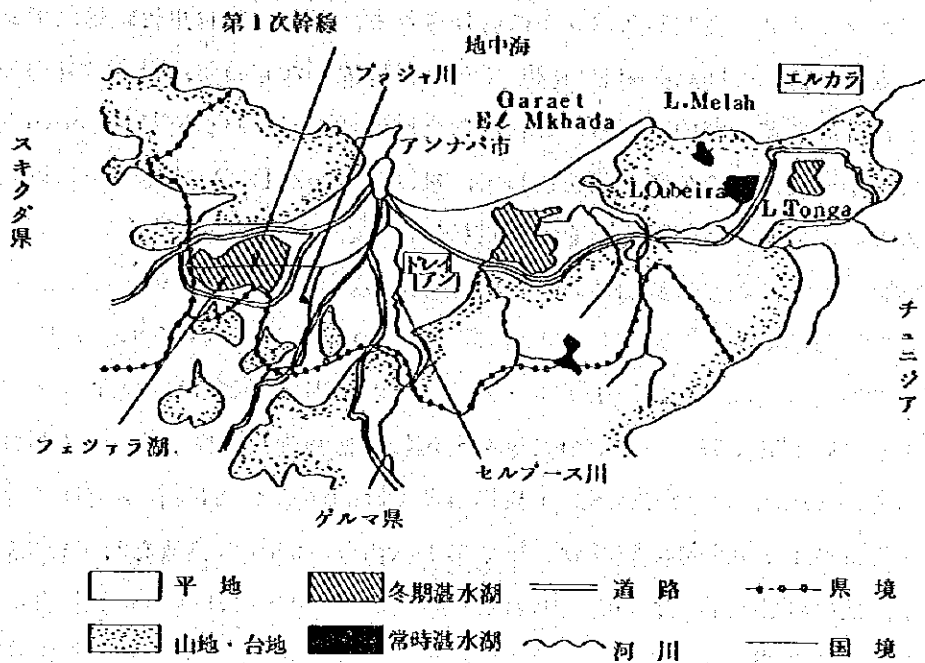 第1次幹線
地中海
ブッジャ川
エルカラ
Garaet
El Mkhada
L.Melah
アンナバ市
スキクダ県
L.Oubeira
L.Tonga
ドレイ
アン
チュニジア
フェツァラ湖
セルブース川
ゲルマ県
平地
冬期湛水湖
道路
県境
山地・台地
常時湛水湖
河川
国境